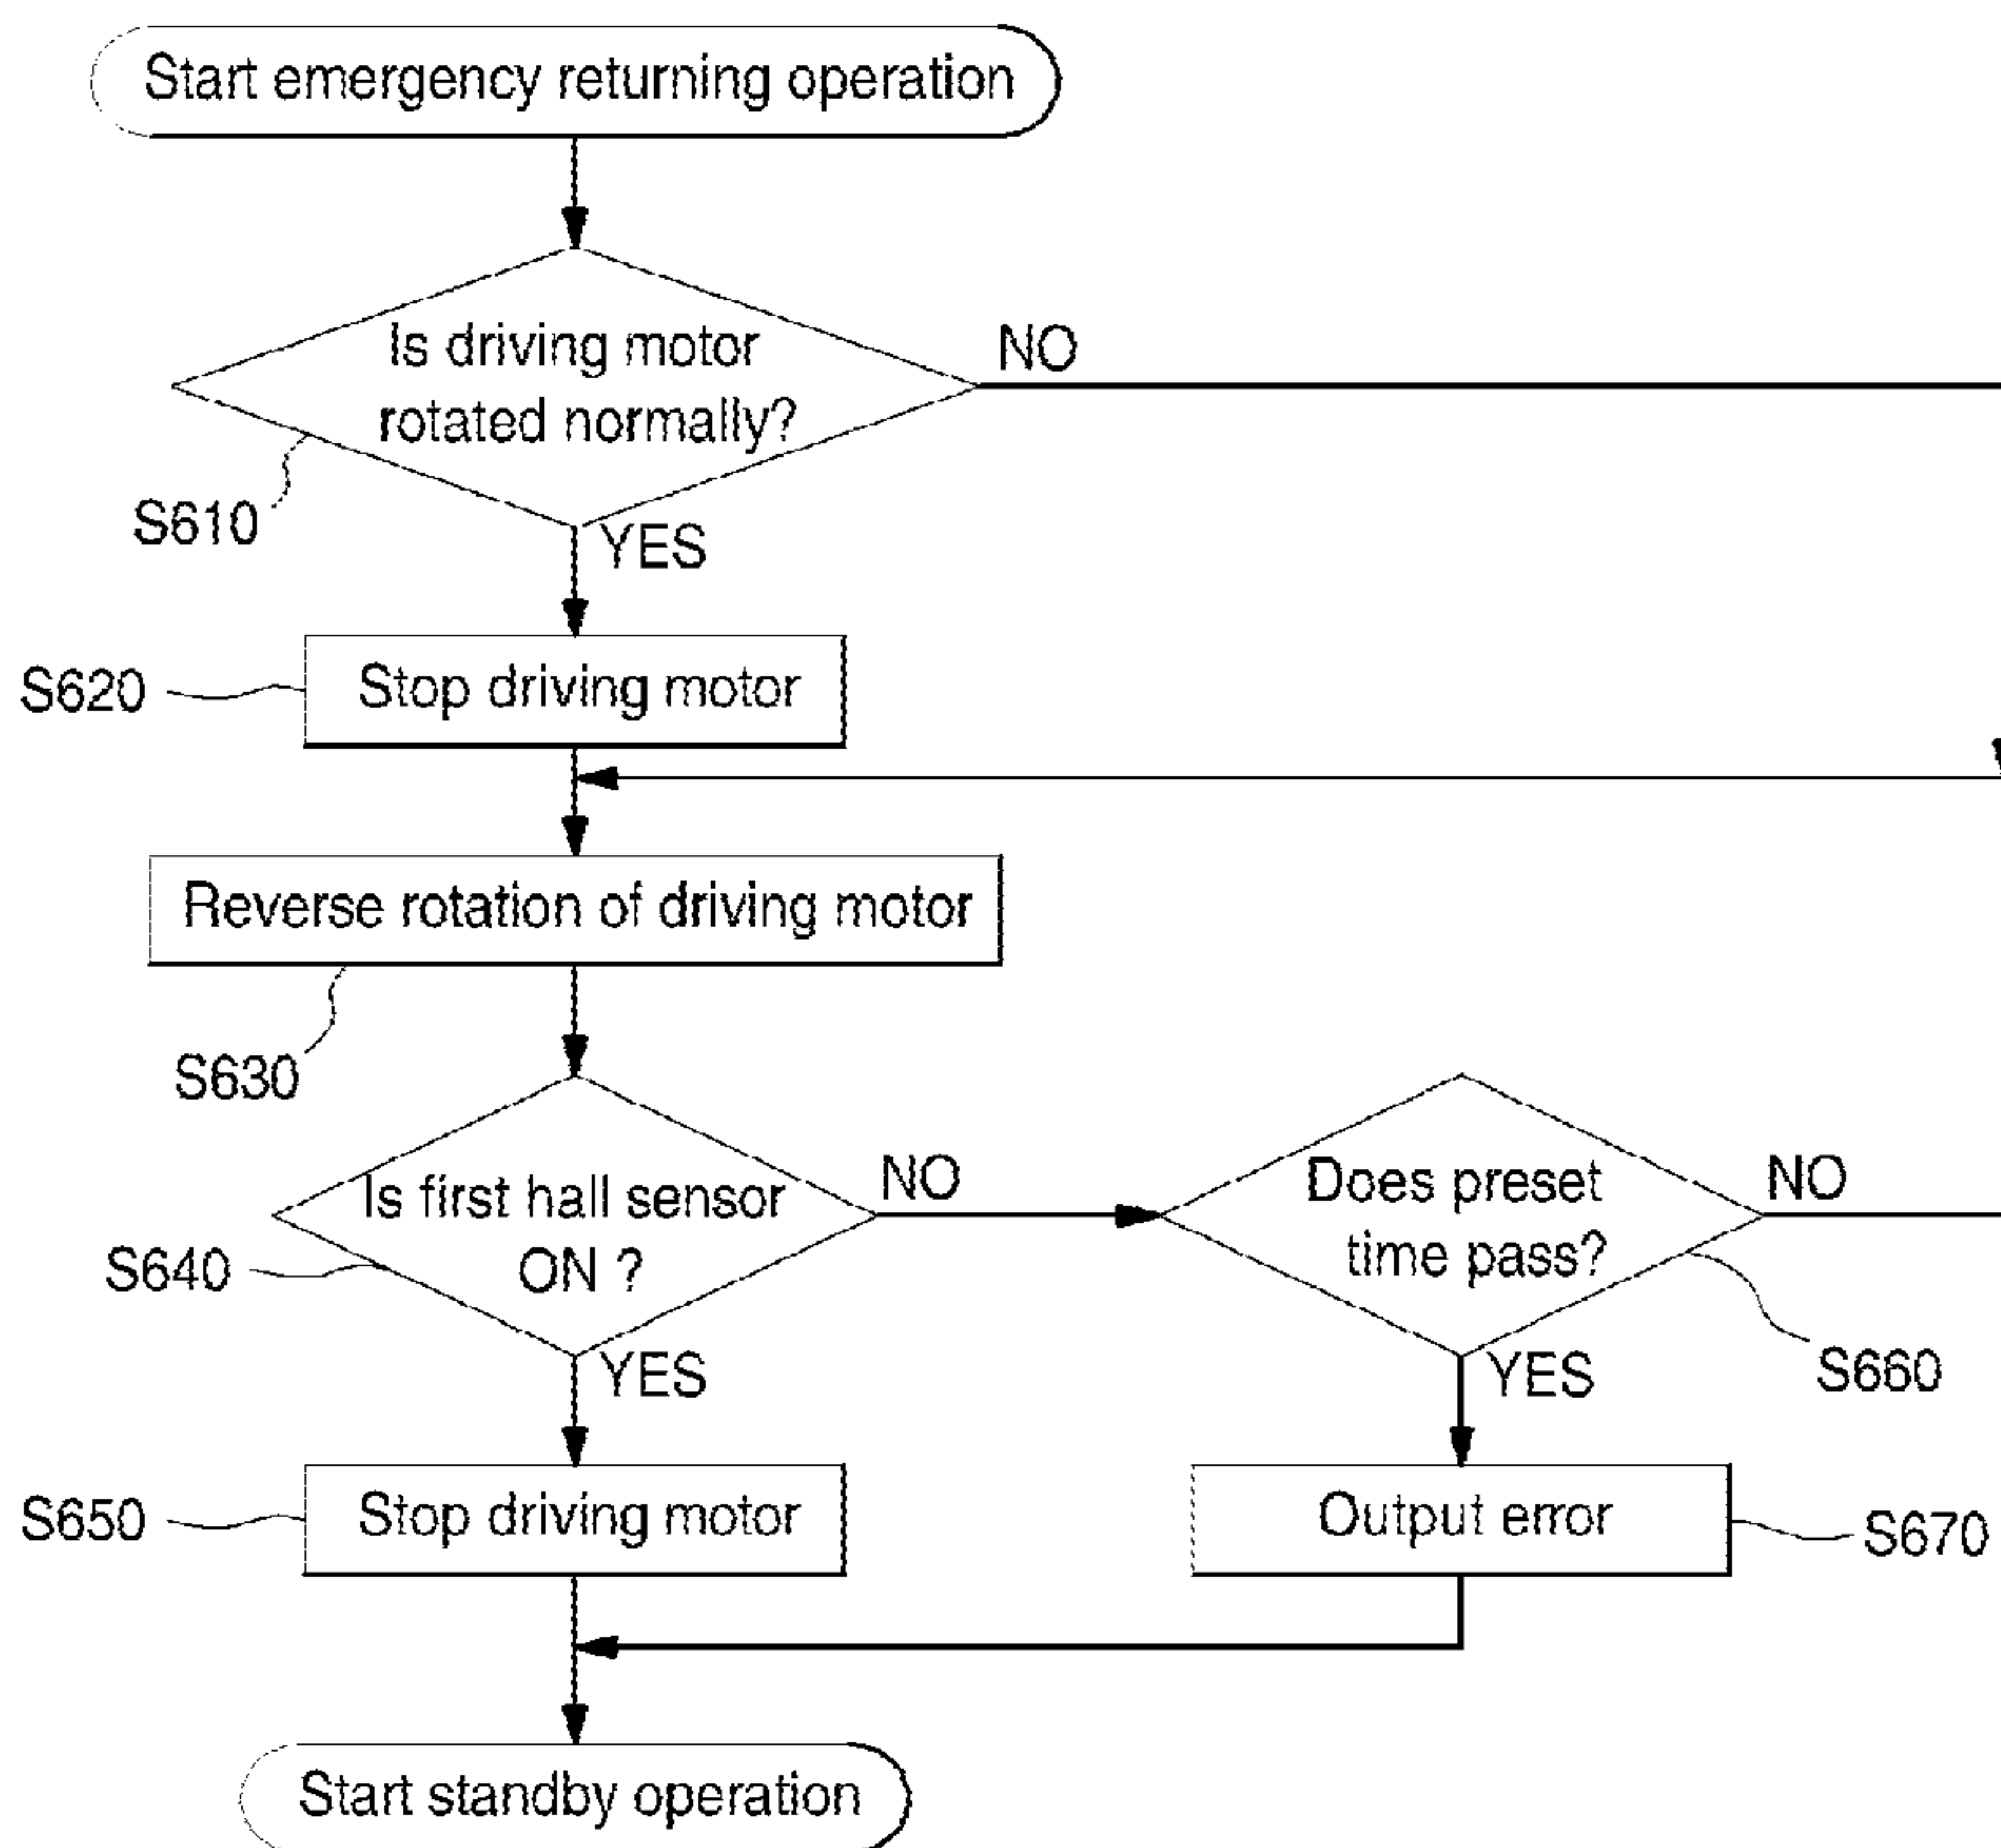 Start emergency returning operation
Is driving motor
rotated normally?
NO
S610
YES
S620
Stop driving motor
Reverse rotation of driving motor
S630
Is first hall sensor
ON ?
NO
S640
YES
Does preset
time pass?
NO
S660
YES
S650
Stop driving motor
Output error
S670
Start standby operation